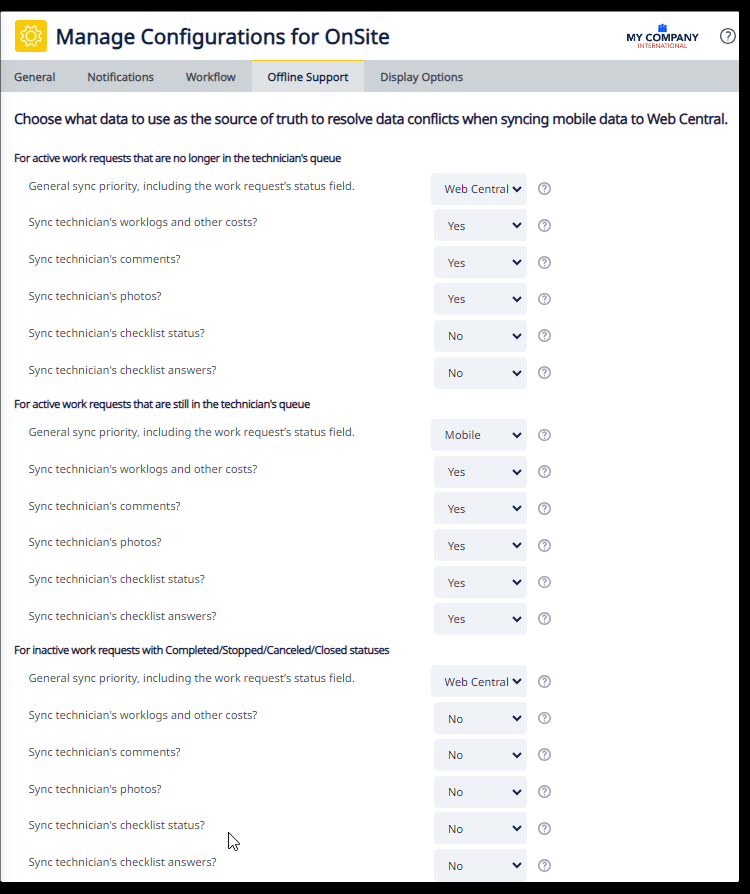 Manage Configurations for OnSite
MY COMPANY
INTERNATIONAL
General Notifications Workflow Offline Support Display Options
Choose what data to use as the source of truth to resolve data conflicts when syncing mobile data to Web Central.
For active work requests that are no longer in the technician's queue
General sync priority, including the work request's status field. Web Central
Sync technician's worklogs and other costs? Yes
Sync technician's comments? Yes
Sync technician's photos? Yes
Sync technician's checklist status? No
Sync technician's checklist answers? No
For active work requests that are still in the technician's queue
General sync priority, including the work request's status field. Mobile
Sync technician's worklogs and other costs? Yes
Sync technician's comments? Yes
Sync technician's photos? Yes
Sync technician's checklist status? Yes
Sync technician's checklist answers? Yes
For inactive work requests with Completed/Stopped/Canceled/Closed statuses
General sync priority, including the work request's status field. Web Central
Sync technician's worklogs and other costs? No
Sync technician's comments? No
Sync technician's photos? No
Sync technician's checklist status? No
Sync technician's checklist answers? No